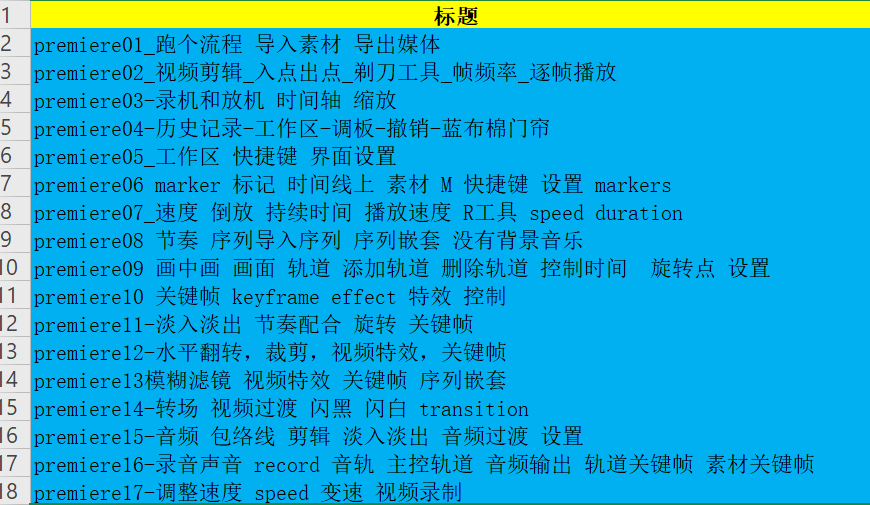 1 标题
2 premiere01_跑个流程 导入素材 导出媒体
3 premiere02_视频剪辑_入点出点_剃刀工具_帧频率_逐帧播放
4 premiere03-录机和放机 时间轴 缩放
5 premiere04-历史记录-工作区-调板-撤销-蓝布棉门帘
6 premiere05_工作区 快捷键 界面设置
7 premiere06 marker 标记 时间线上 素材 M 快捷键 设置 markers
8 premiere07_速度 倒放 持续时间 播放速度 R工具 speed duration
9 premiere08 节奏 序列导入序列 序列嵌套 没有背景音乐
10 premiere09 画中画 画面 轨道 添加轨道 删除轨道 控制时间  旋转点 设置
11 premiere10 关键帧 keyframe effect 特效 控制
12 premiere11-淡入淡出 节奏配合 旋转 关键帧
13 premiere12-水平翻转，裁剪，视频特效，关键帧
14 premiere13模糊滤镜 视频特效 关键帧 序列嵌套
15 premiere14-转场 视频过渡 闪黑 闪白 transition
16 premiere15-音频 包络线 剪辑 淡入淡出 音频过渡 设置
17 premiere16-录音声音 record 音轨 主控轨道 音频输出 轨道关键帧 素材关键帧
18 premiere17-调整速度 speed 变速 视频录制